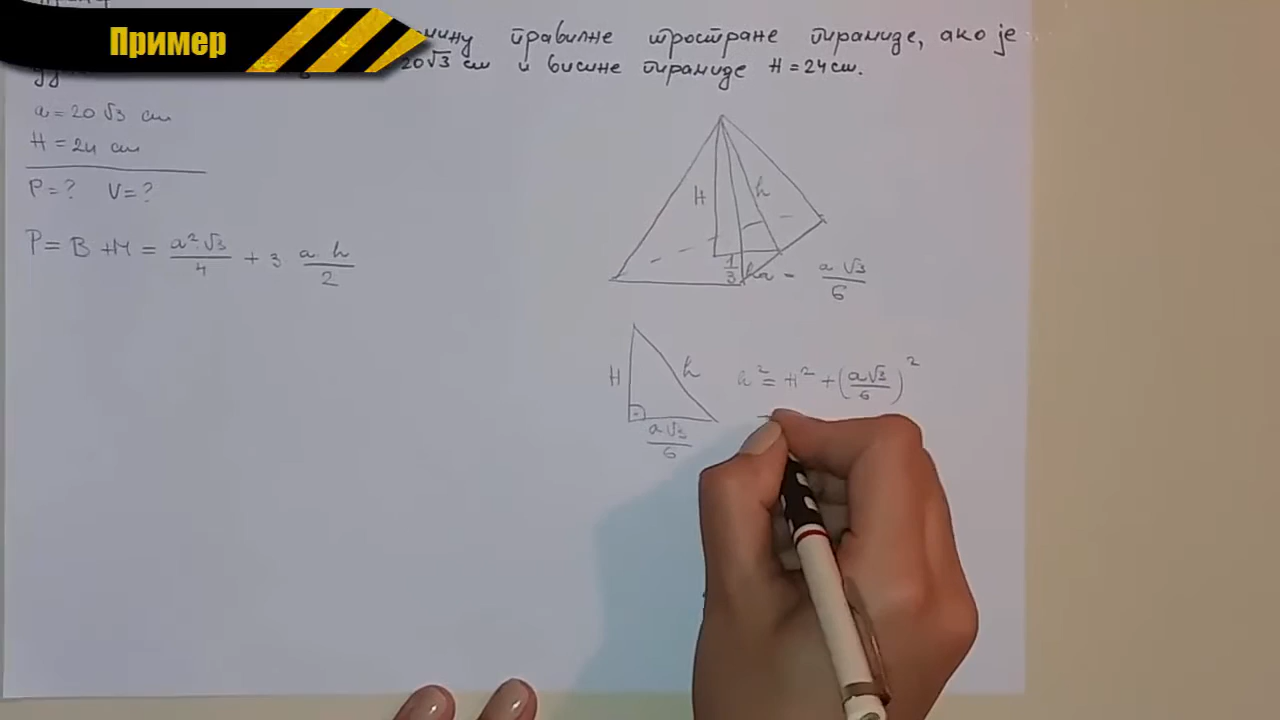 Пример
правилне тростране пирамиде, ако је
20√3 cm и висине пирамиде H = 24 cm.
a = 20√3 cm
H = 24 cm
P = ? V = ?
P = B + M = a²√3/4 + 3 a·h/2
H h
1/3 ha = a√3/6
H h
h² = H² + (a√3/6)²
a√3/6